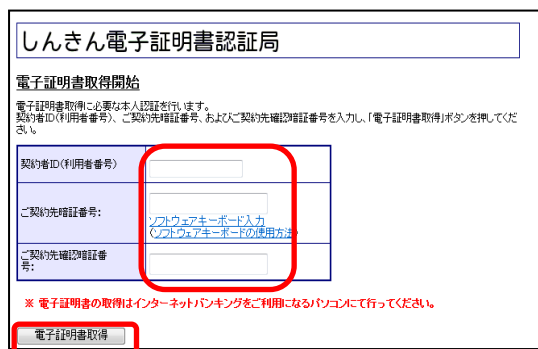 しんきん電子証明書認証局
電子証明書取得開始
電子証明書取得に必要な本人認証を行います。
契約者ID(利用者番号)、ご契約先暗証番号、およびご契約先確認暗証番号を入力し、「電子証明書取得」ボタンを押してくだ
さい。
契約者ID(利用者番号)
ご契約先暗証番号:
ソフトウェアキーボード入力
(ソフトウェアキーボードの使用方法)
ご契約先確認暗証番
号:
※ 電子証明書の取得はインターネットバンキングをご利用になるパソコンにて行ってください。
電子証明書取得